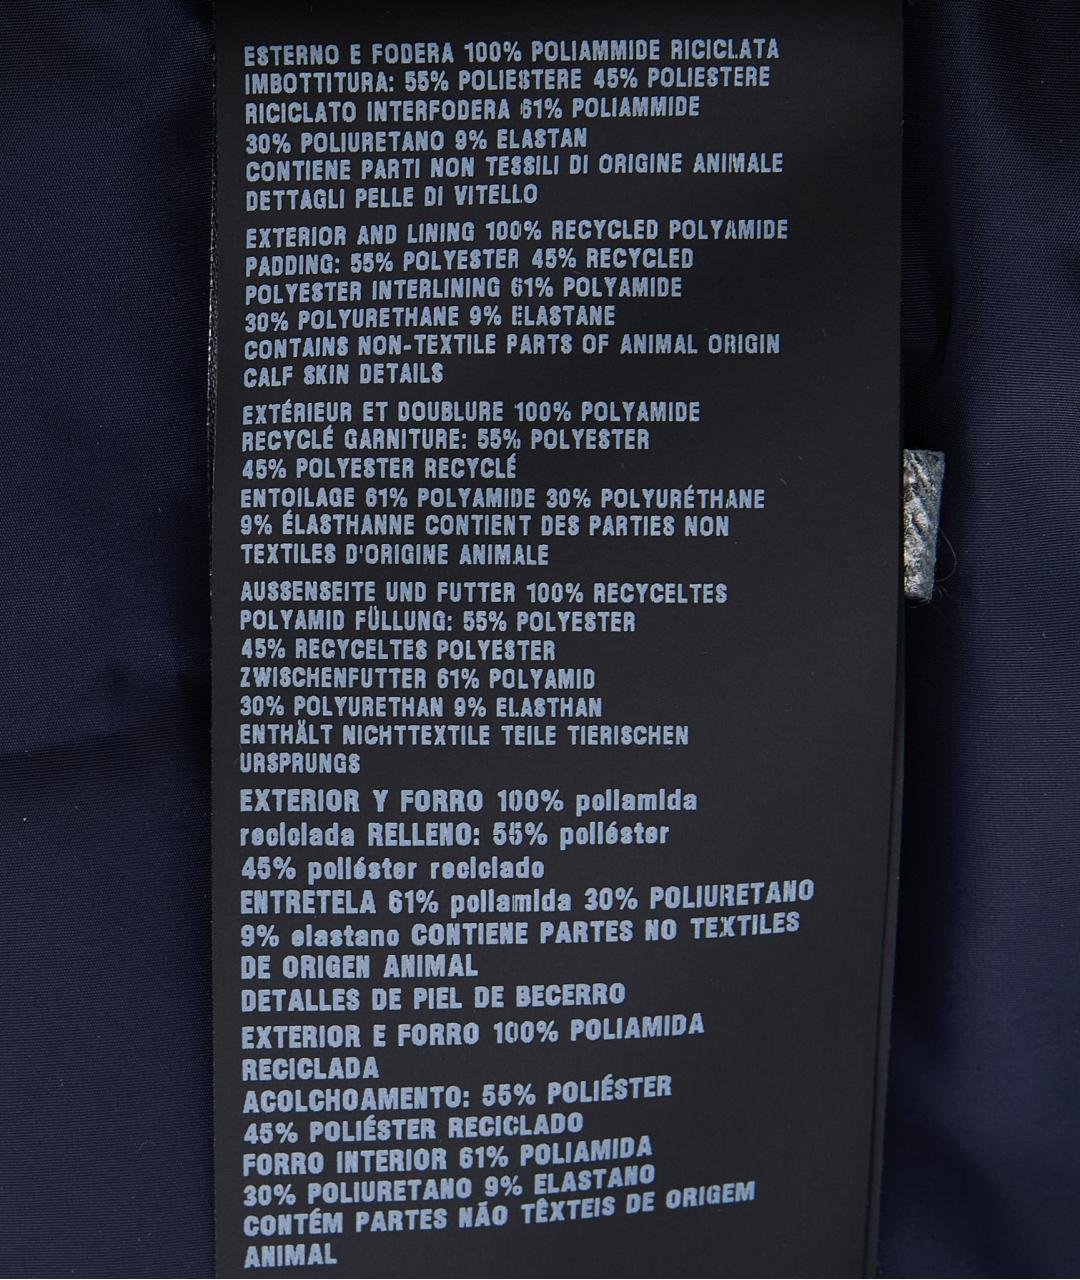 ESTERNO E FODERA 100% POLIAMMIDE RICICLATA
IMBOTTITURA: 55% POLIESTERE 45% POLIESTERE
RICICLATO INTERFODERA 61% POLIAMMIDE
30% POLIURETANO 9% ELASTAN
CONTIENE PARTI NON TESSILI DI ORIGINE ANIMALE
DETTAGLI PELLE DI VITELLO
EXTERIOR AND LINING 100% RECYCLED POLYAMIDE
PADDING: 55% POLYESTER 45% RECYCLED
POLYESTER INTERLINING 61% POLYAMIDE
30% POLYURETHANE 9% ELASTANE
CONTAINS NON-TEXTILE PARTS OF ANIMAL ORIGIN
CALF SKIN DETAILS
EXTÉRIEUR ET DOUBLURE 100% POLYAMIDE
RECYCLÉ GARNITURE: 55% POLYESTER
45% POLYESTER RECYCLÉ
ENTOILAGE 61% POLYAMIDE 30% POLYURÉTHANE
9% ÉLASTHANNE CONTIENT DES PARTIES NON
TEXTILES D'ORIGINE ANIMALE
AUSSENSEITE UND FUTTER 100% RECYCELTES
POLYAMID FÜLLUNG: 55% POLYESTER
45% RECYCELTES POLYESTER
ZWISCHENFUTTER 61% POLYAMID
30% POLYURETHAN 9% ELASTHAN
ENTHÄLT NICHTTEXTILE TEILE TIERISCHEN
URSPRUNGS
EXTERIOR Y FORRO 100% poliamida
reciclada RELLENO: 55% poliéster
45% poliéster reciclado
ENTRETELA 61% poliamida 30% POLIURETANO
9% elastano CONTIENE PARTES NO TEXTILES
DE ORIGEN ANIMAL
DETALLES DE PIEL DE BECERRO
EXTERIOR E FORRO 100% POLIAMIDA
RECICLADA
ACOLCHOAMENTO: 55% POLIÉSTER
45% POLIÉSTER RECICLADO
FORRO INTERIOR 61% POLIAMIDA
30% POLIURETANO 9% ELASTANO
CONTÉM PARTES NÃO TÊXTEIS DE ORIGEM
ANIMAL